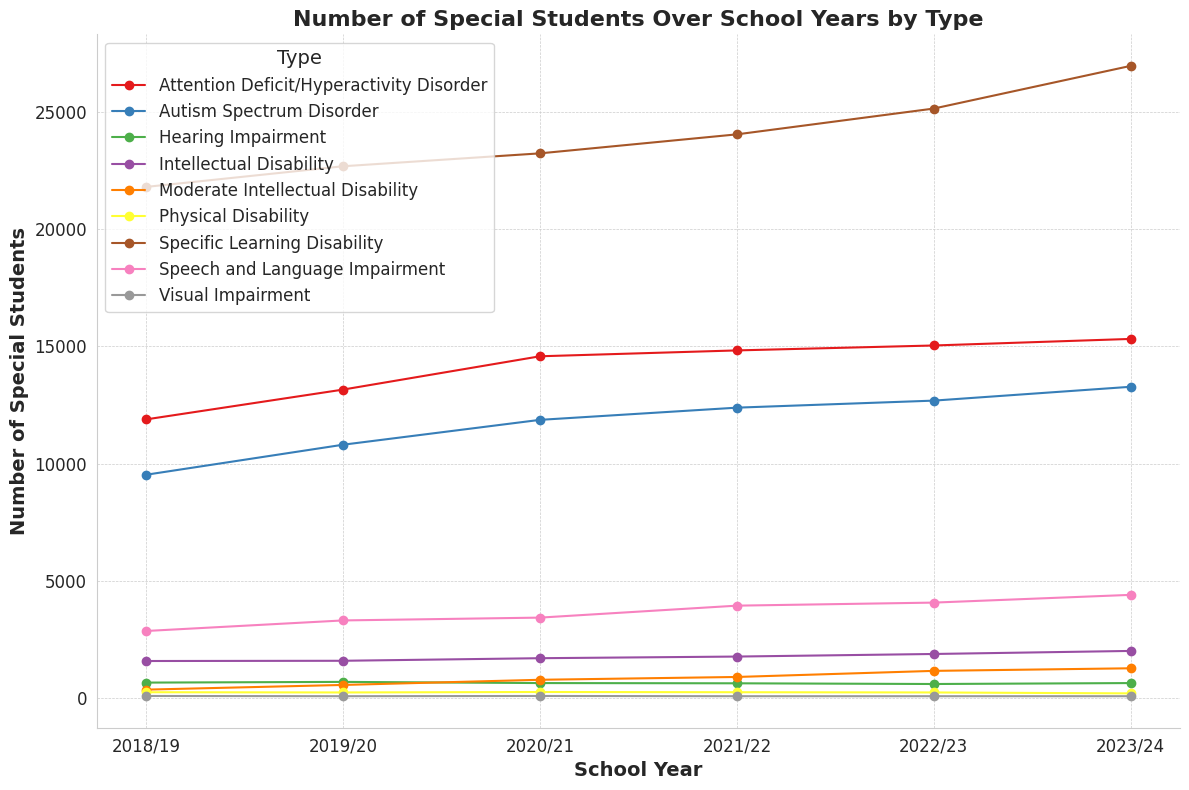 Number of Special Students Over School Years by Type
Type
Attention Deficit/Hyperactivity Disorder
Autism Spectrum Disorder
Hearing Impairment
Intellectual Disability
Moderate Intellectual Disability
Physical Disability
Specific Learning Disability
Speech and Language Impairment
Visual Impairment
Number of Special Students
25000
20000
15000
10000
5000
0
2018/19 2019/20 2020/21 2021/22 2022/23 2023/24
School Year